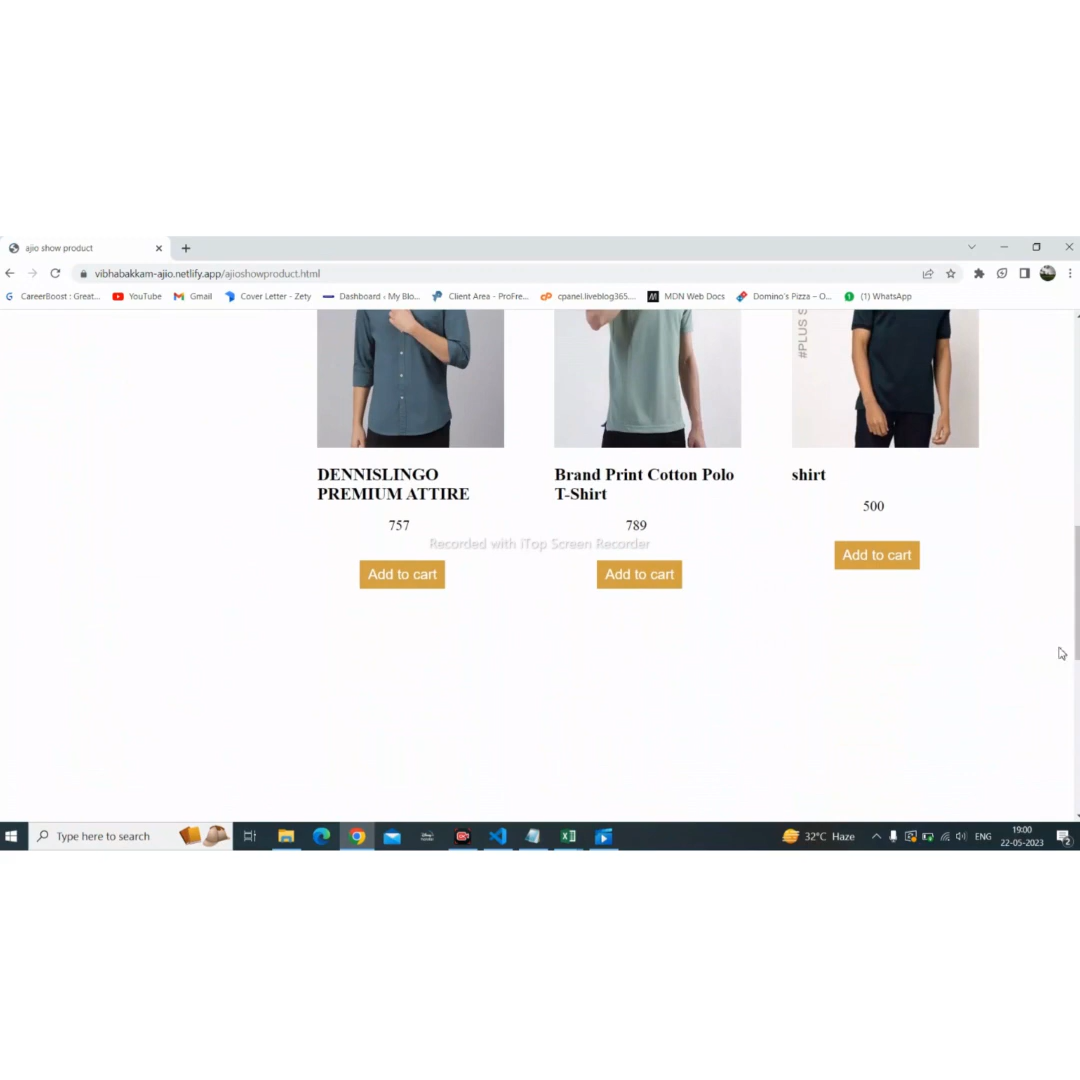 ajio show product
vibhabakkam-ajio.netlify.app/ajioshowproduct.html
CareerBoost : Great... YouTube Gmail Cover Letter - Zety Dashboard ‹ My Blo... Client Area - ProFre... cpanel.liveblog365.... MDN Web Docs Domino's Pizza – O... (1) WhatsApp
#PLUS S
DENNISLINGO
PREMIUM ATTIRE
757
Add to cart
Brand Print Cotton Polo
T-Shirt
789
Add to cart
shirt
500
Add to cart
Recorded with iTop Screen Recorder
Type here to search
32°C Haze
ENG
19:00
22-05-2023
2